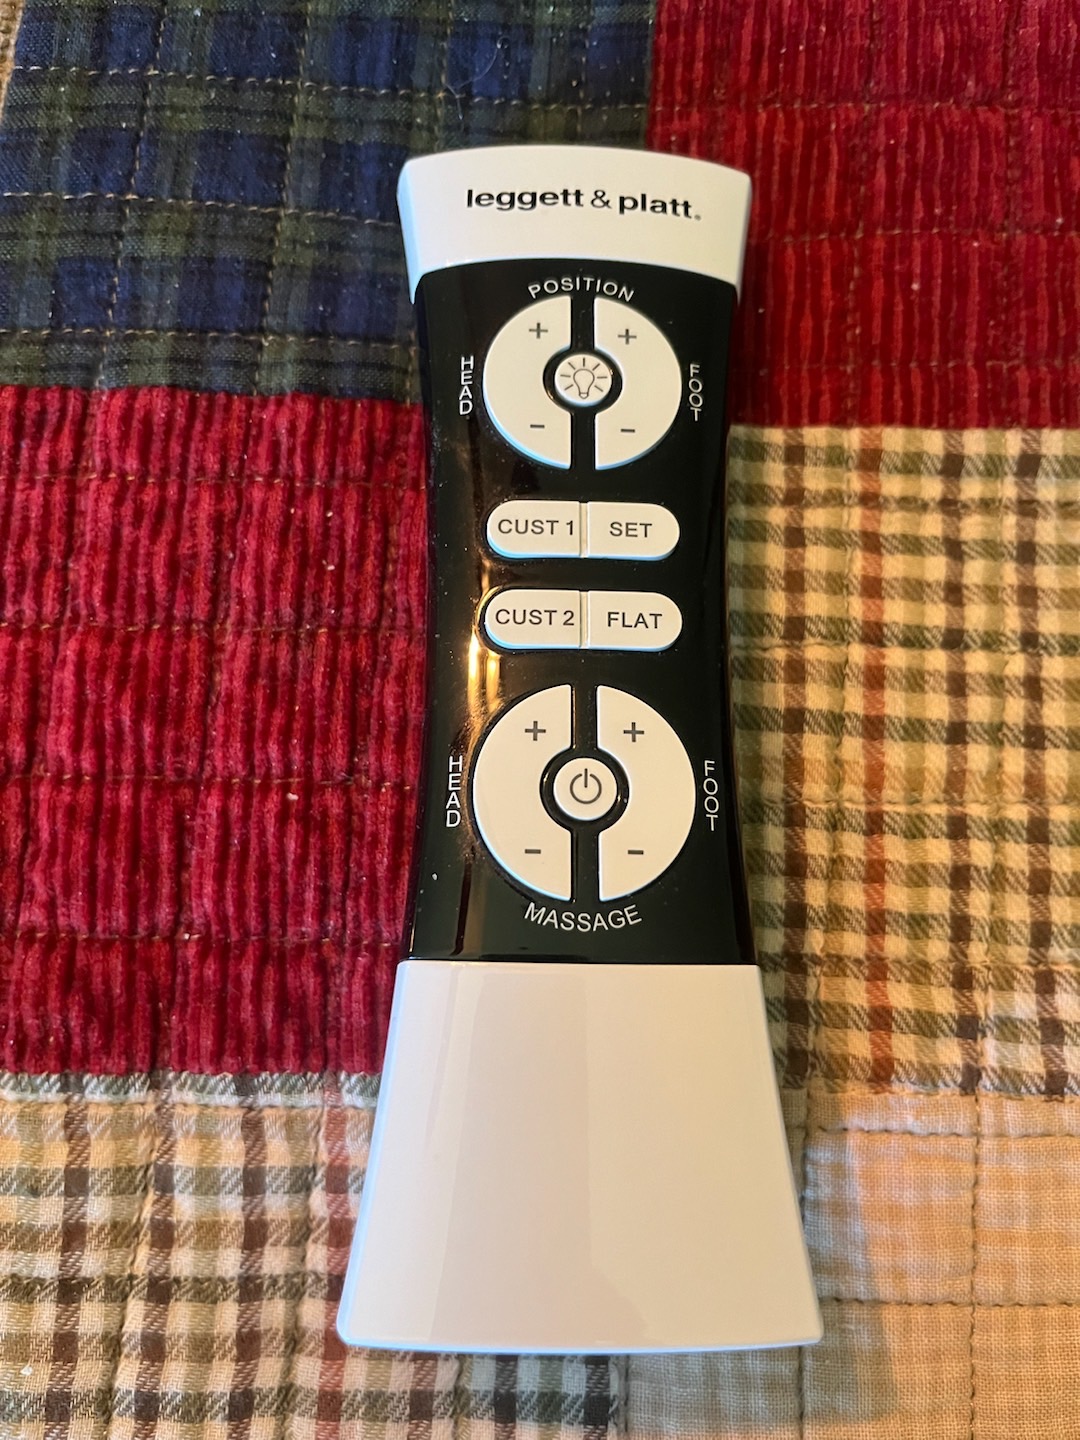 leggett & platt®
POSITION
+ +
HEAD
FOOT
- -
CUST 1 SET
CUST 2 FLAT
+ +
HEAD
FOOT
- -
MASSAGE